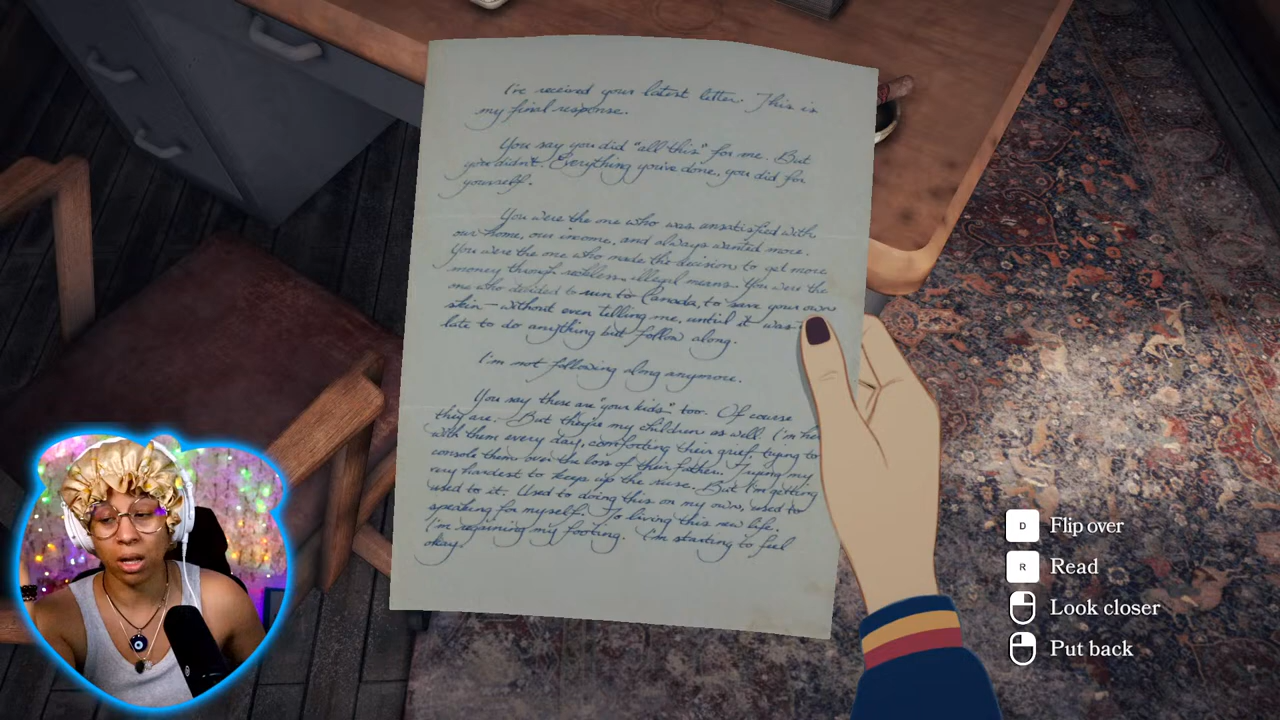 I've received your latest letter. This is
my final response.
You say you did "all this" for me. But
you didn't. Everything you've done, you did for
yourself.
You were the one who was unsatisfied with
our home, our income, and always wanted more.
You were the one who made the decision to get more
money through reckless illegal means. You were the
one who decided to run to Canada, to save your own
skin - without even telling me, until it was
late to do anything but follow along.
I'm not following along anymore.
You say these are "your kids" too. Of course
they are. But they're my children as well. I'm he
with them every day, comforting their grief, trying to
console them over the loss of their father. Trying my
very hardest to keep up the ruse. But I'm getting
used to it. Used to doing this on my own, used to
speaking for myself. To living this new life.
I'm regaining my footing. I'm starting to feel
okay.
D Flip over
R Read
Look closer
Put back